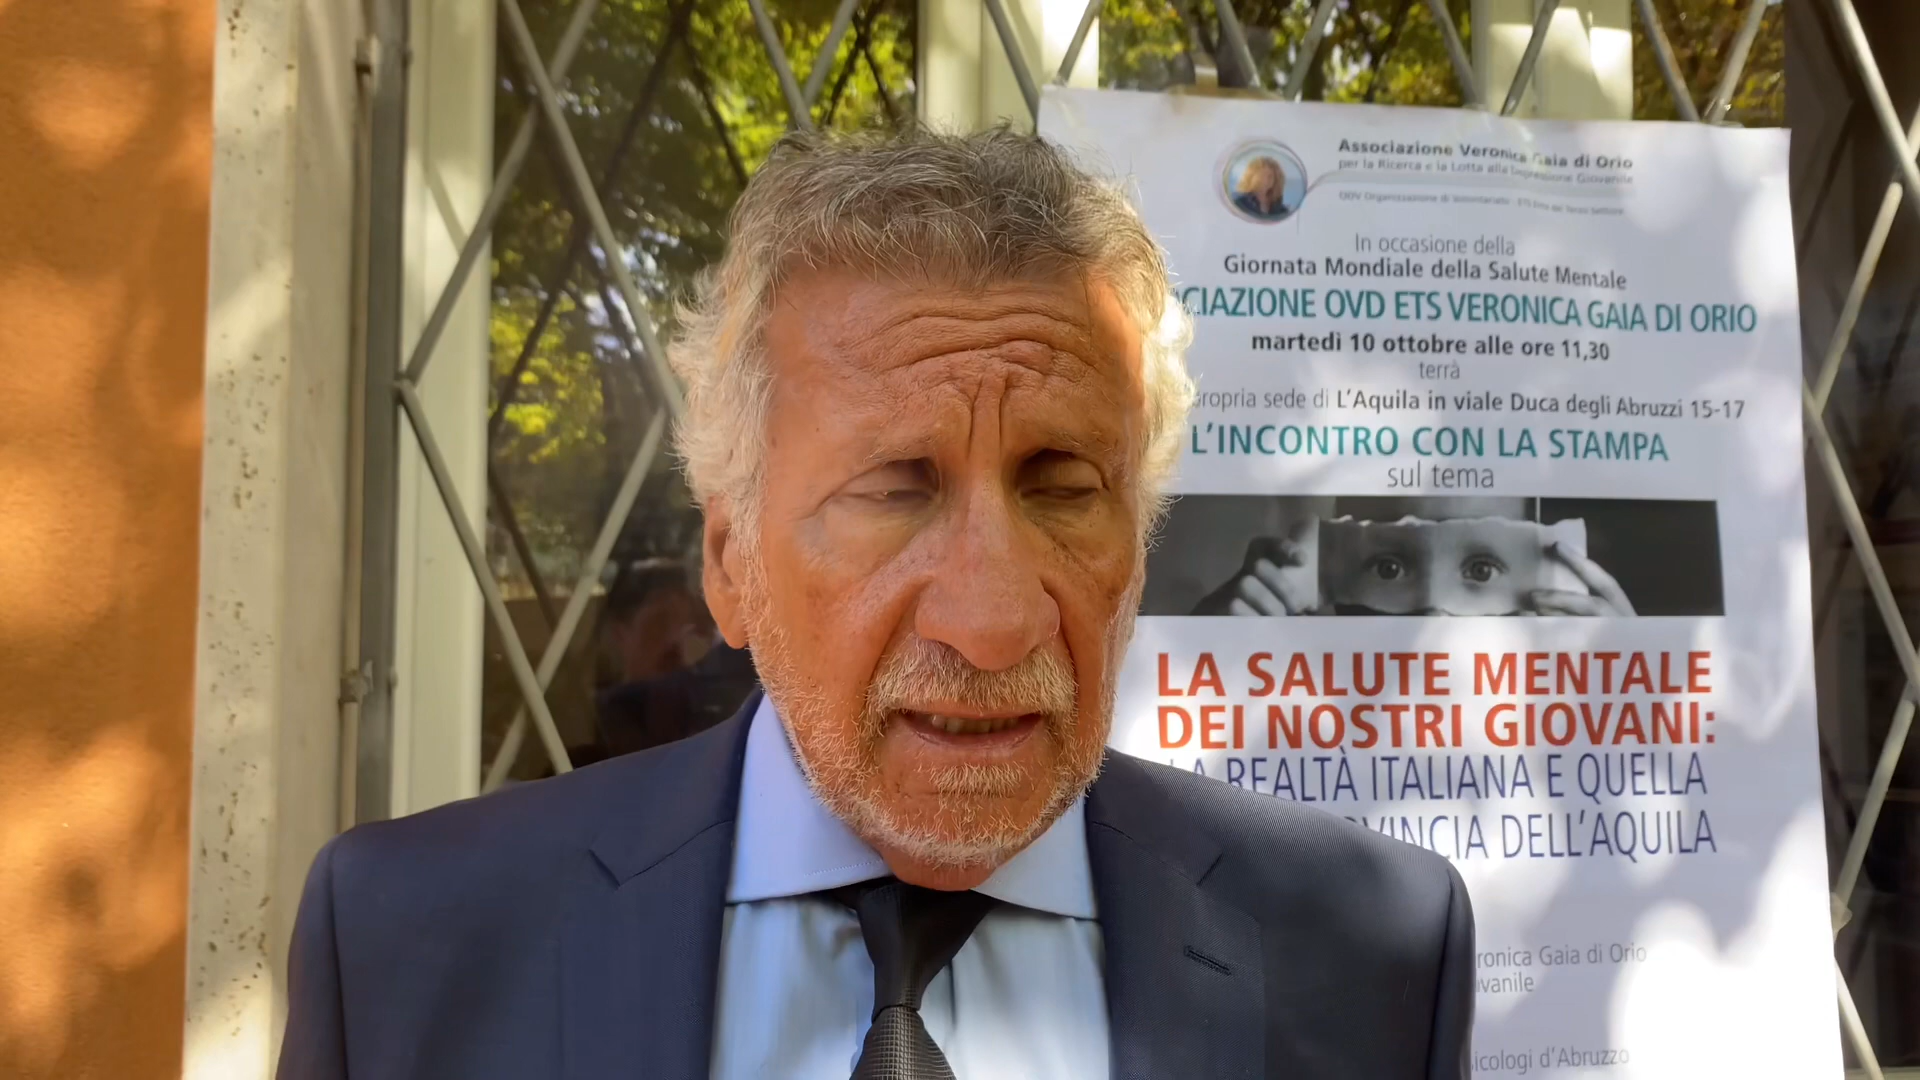 Associazione Veronica Gaia di Orio
per la Ricerca e la Lotta alla Depressione Giovanile
In occasione della
Giornata Mondiale della Salute Mentale
CIAZIONE OVD ETS VERONICA GAIA DI ORIO
martedì 10 ottobre alle ore 11,30
terrà
propria sede di L'Aquila in viale Duca degli Abruzzi 15-17
L'INCONTRO CON LA STAMPA
sul tema
LA SALUTE MENTALE
DEI NOSTRI GIOVANI:
LA REALTÀ ITALIANA E QUELLA
VINCIA DELL'AQUILA
ronica Gaia di Orio
vanile
icologi d'Abruzzo